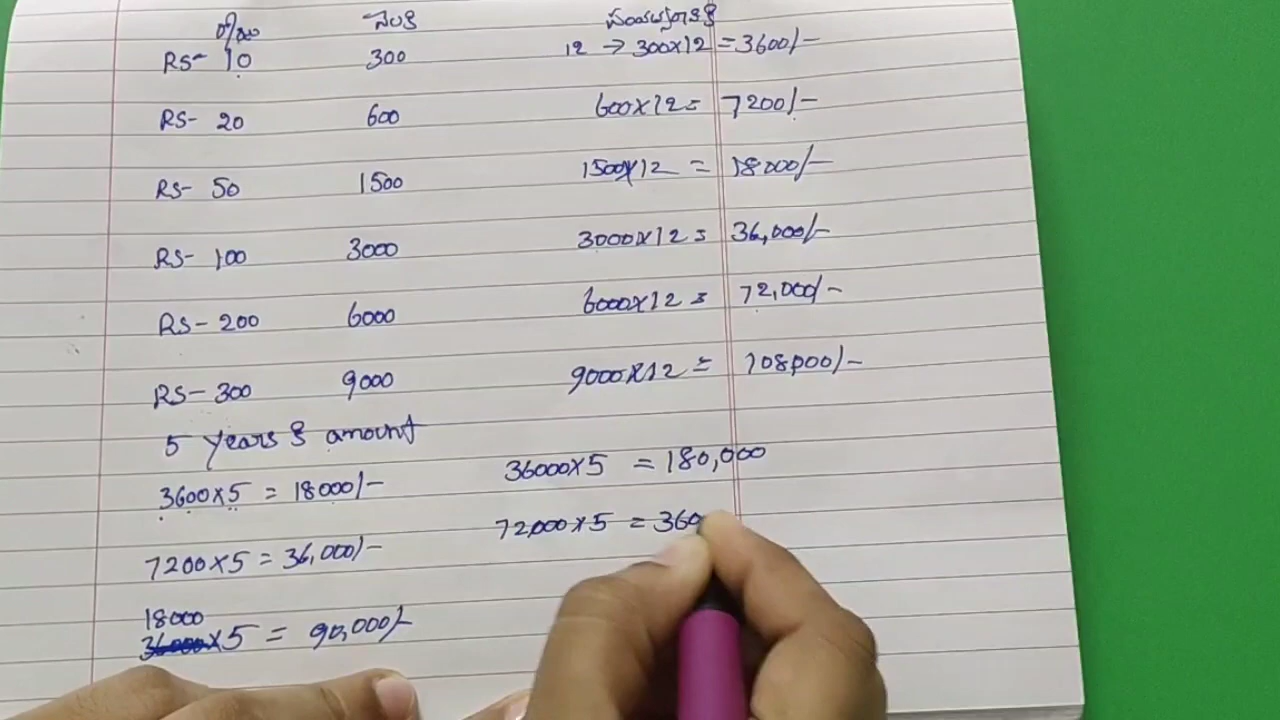 RS- 10 300 12 → 300x12 = 3600/-
RS- 20 600 600x12= 7200/-
RS- 50 1500 1500x12 = 18000/-
RS- 100 3000 3000x12= 36,000/-
RS- 200 6000 6000x12= 72,000/-
RS- 300 9000 9000x12 = 108000/-
5 years & amount
3600x5 = 18000/-
7200x5 = 36,000/-
18000
x5 = 90,000/-
36000x5 = 180,000
72,000x5 = 360